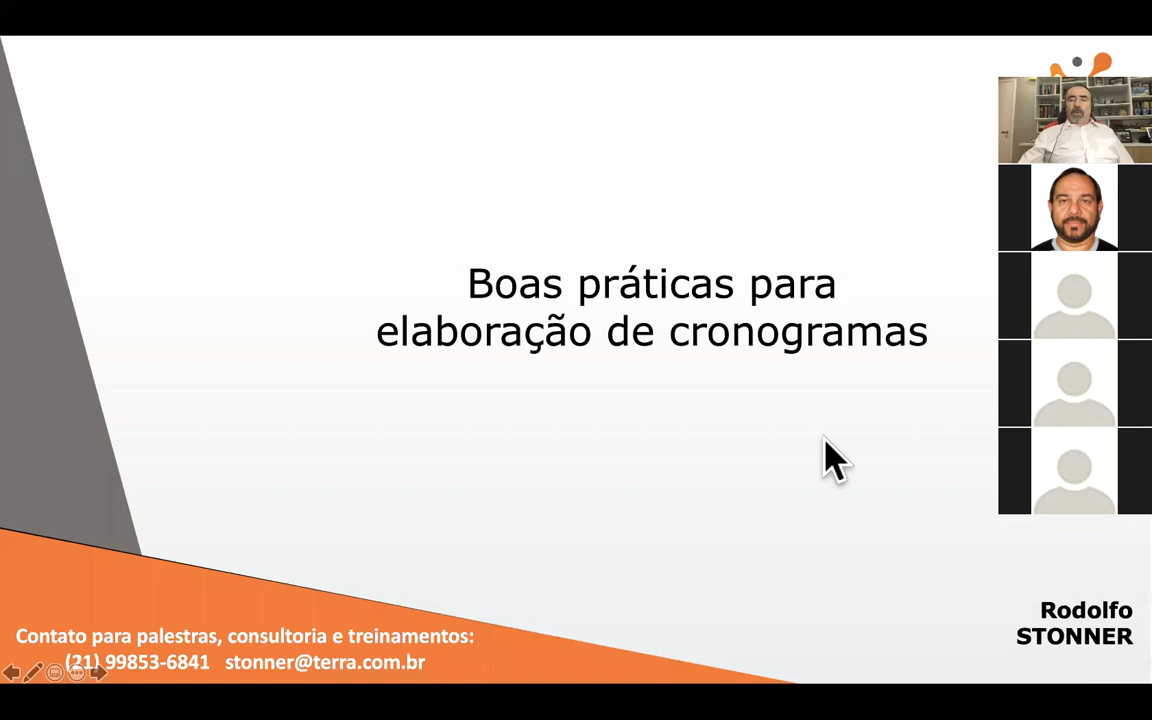 Boas práticas para
elaboração de cronogramas
Rodolfo
STONNER
Contato para palestras, consultoria e treinamentos:
(21) 99853-6841 stonner@terra.com.br